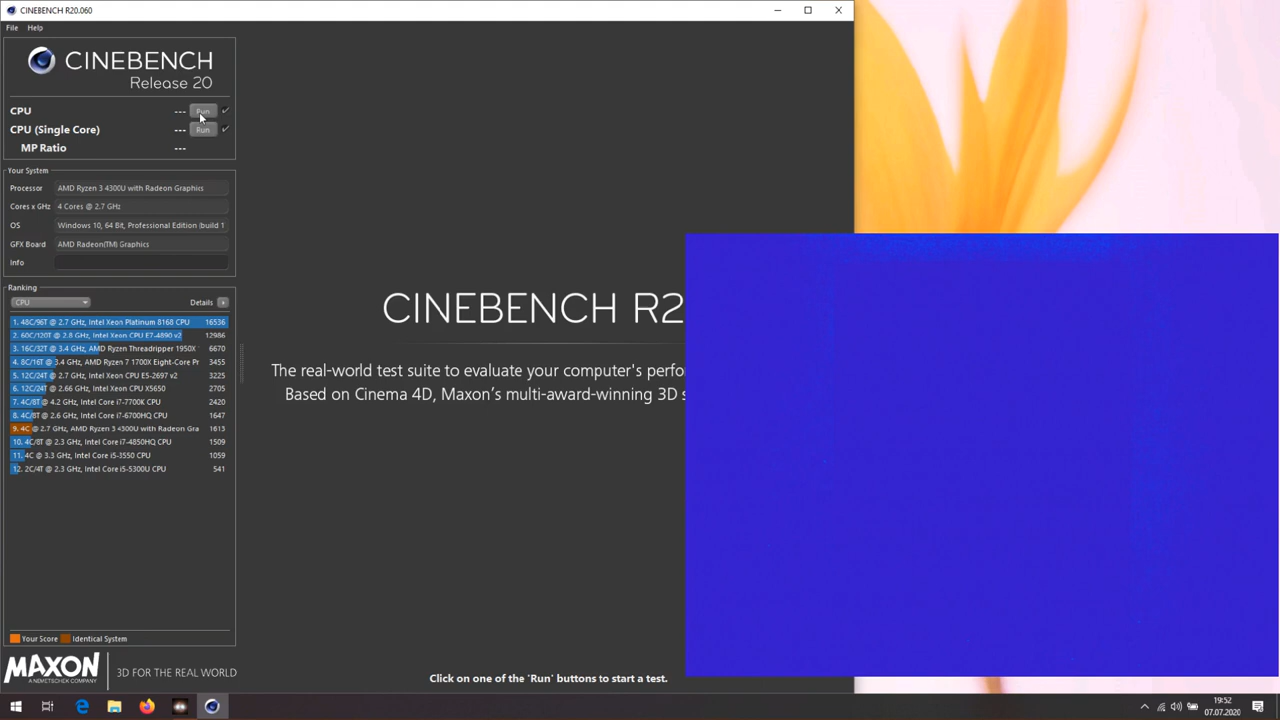 CINEBENCH R20.060
File Help
CINEBENCH
Release 20
CPU --- Run
CPU (Single Core) --- Run
MP Ratio ---
Your System
Processor AMD Ryzen 3 4300U with Radeon Graphics
Cores x GHz 4 Cores @ 2.7 GHz
OS Windows 10, 64 Bit, Professional Edition (build 1
GFX Board AMD Radeon(TM) Graphics
Info
Ranking
CPU Details
1. 48C/96T @ 2.7 GHz, Intel Xeon Platinum 8168 CPU 16536
2. 60C/120T @ 2.8 GHz, Intel Xeon CPU E7-4890 v2 12986
3. 16C/32T @ 3.4 GHz, AMD Ryzen Threadripper 1950X 6670
4. 8C/16T @ 3.4 GHz, AMD Ryzen 7 1700X Eight-Core Pr 3455
5. 12C/24T @ 2.7 GHz, Intel Xeon CPU E5-2697 v2 3225
6. 12C/24T @ 2.66 GHz, Intel Xeon CPU X5650 2705
7. 4C/8T @ 4.2 GHz, Intel Core i7-7700K CPU 2420
8. 4C/8T @ 2.6 GHz, Intel Core i7-6700HQ CPU 1647
9. 4C @ 2.7 GHz, AMD Ryzen 3 4300U with Radeon Gra 1615
10. 4C/8T @ 2.3 GHz, Intel Core i7-4850HQ CPU 1509
11. 4C @ 3.3 GHz, Intel Core i5-3550 CPU 1059
12. 2C/4T @ 2.3 GHz, Intel Core i5-5300U CPU 541
CINEBENCH R2
The real-world test suite to evaluate your computer's perfo
Based on Cinema 4D, Maxon's multi-award-winning 3D s
Your Score Identical System
MAXON
A NEMETSCHEK COMPANY
3D FOR THE REAL WORLD
Click on one of the 'Run' buttons to start a test.
19:52
07.07.2020